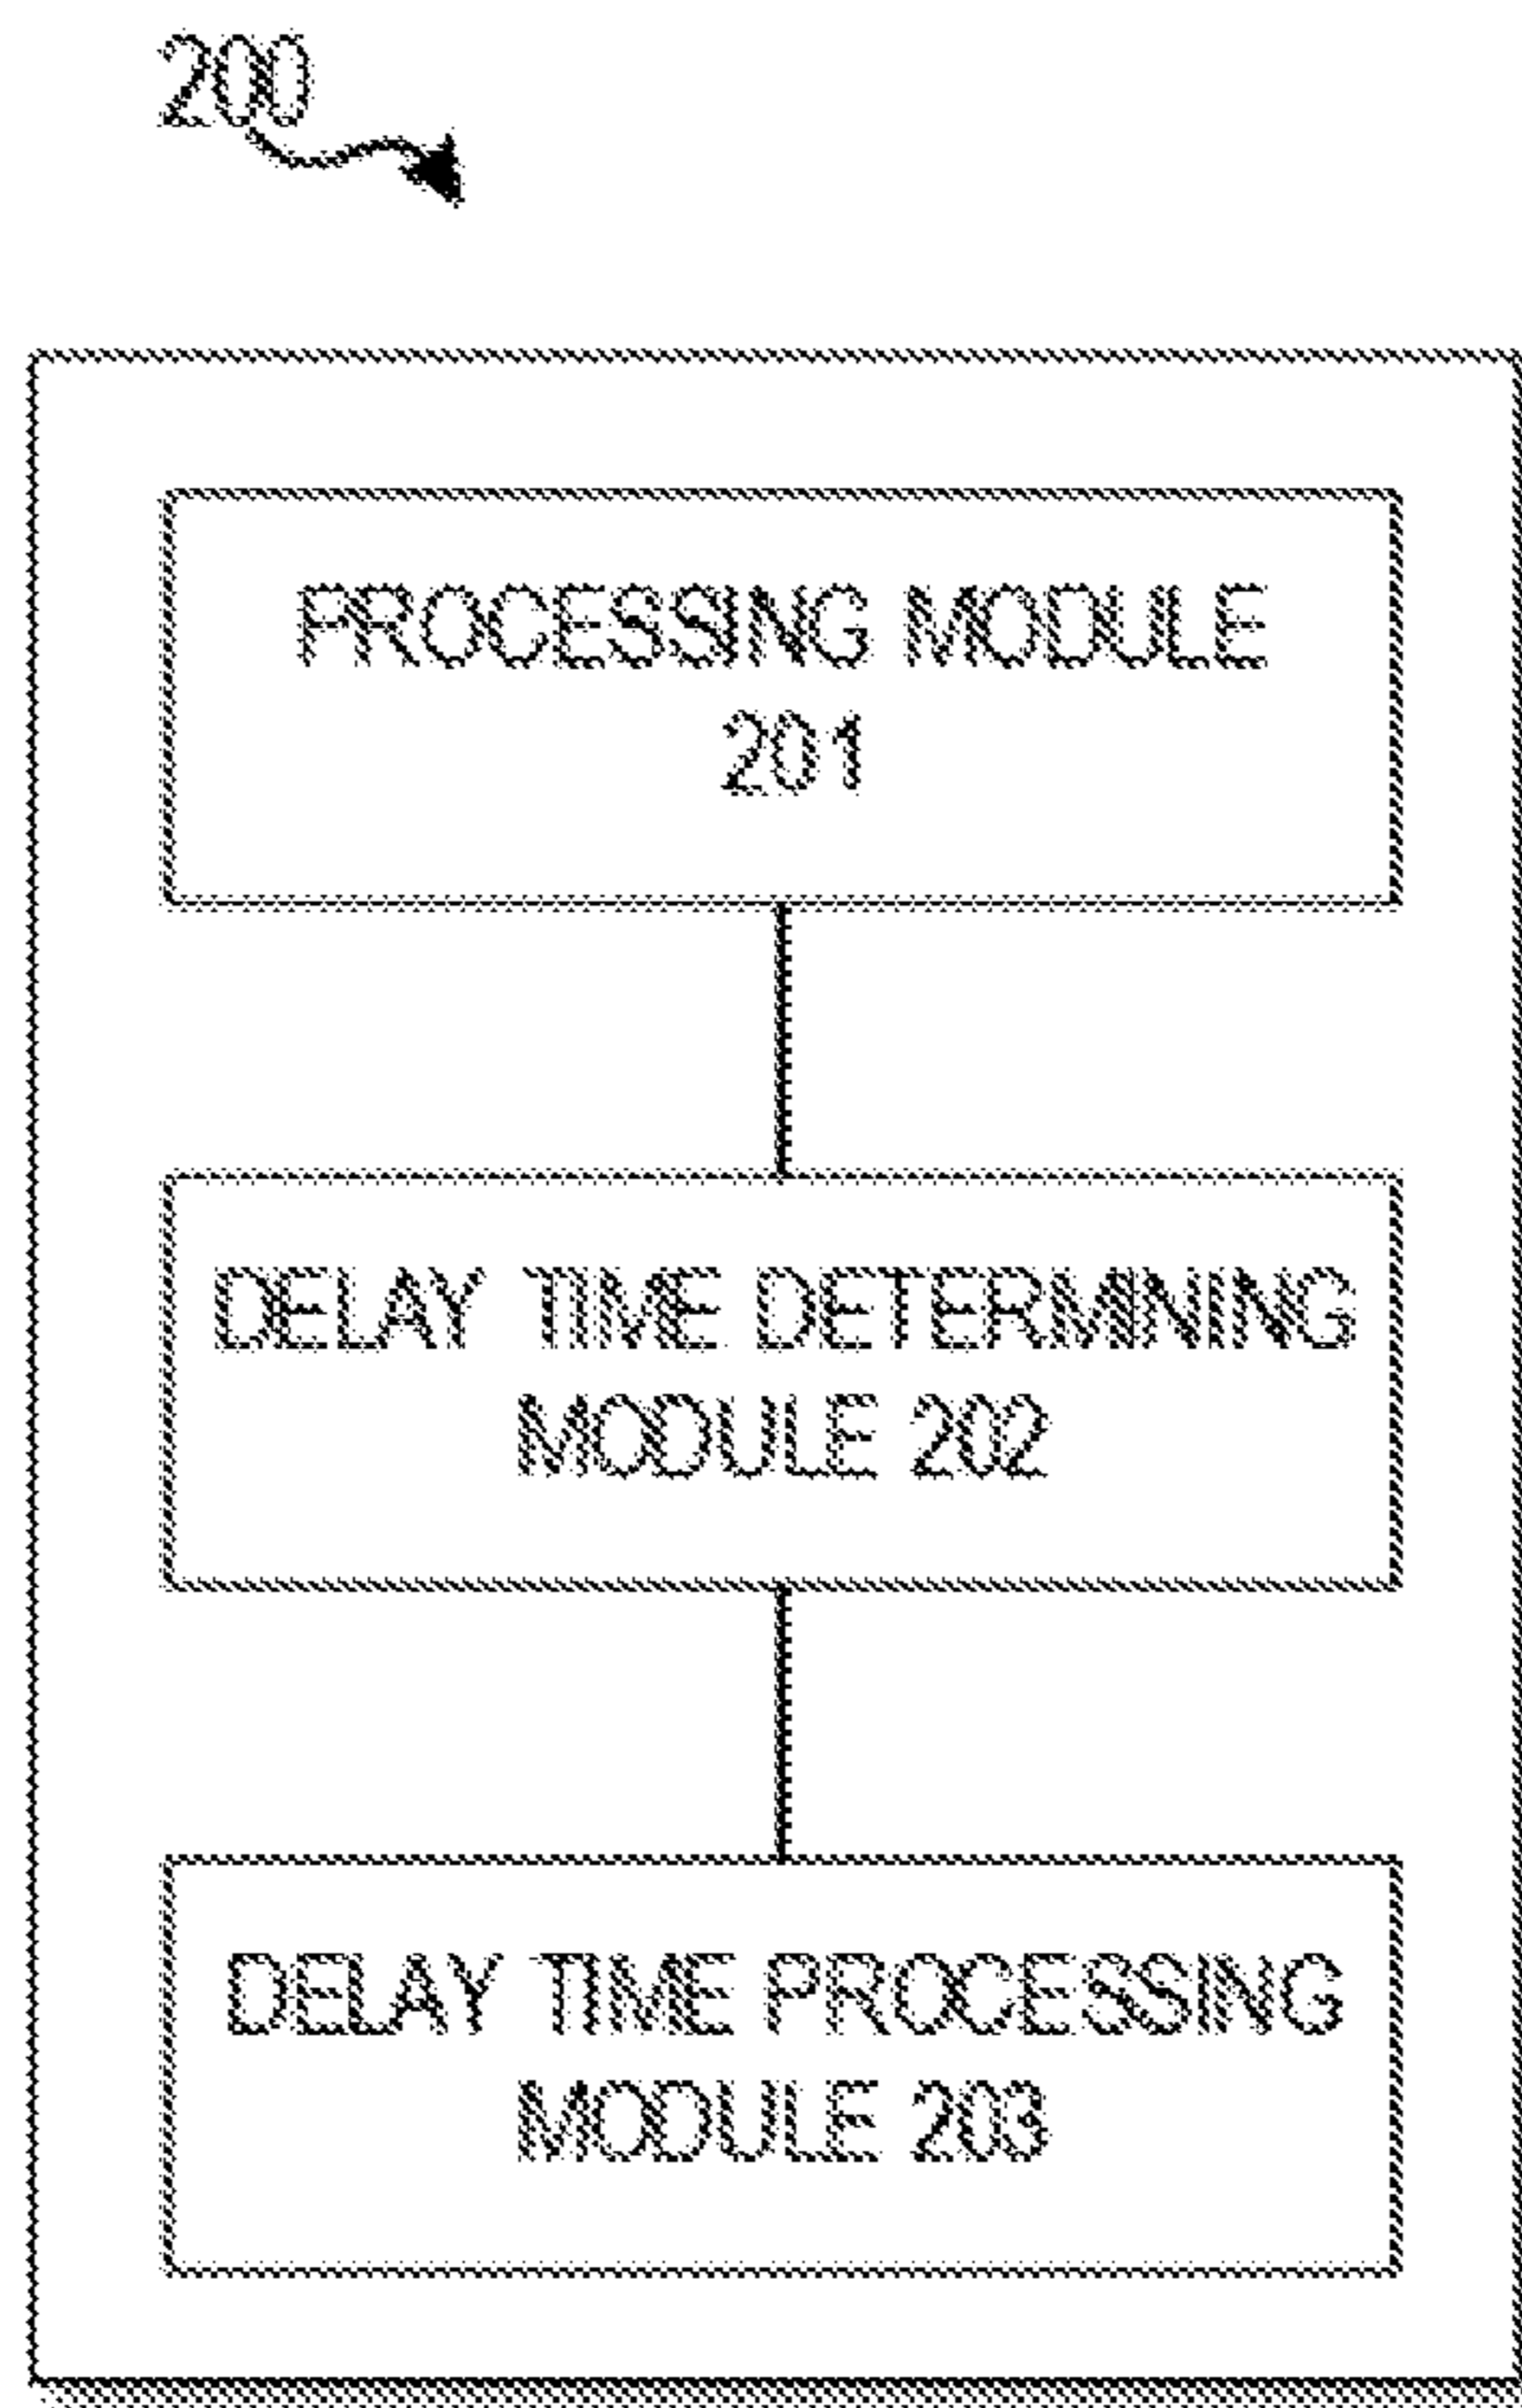 200
PROCESSING MODULE
201
DELAY TIME DETERMINING
MODULE 202
DELAY TIME PROCESSING
MODULE 203